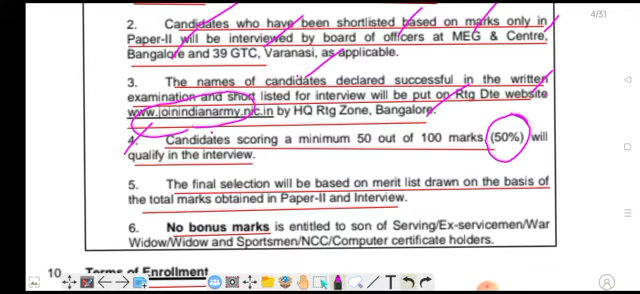 4/31
2. Candidates who have been shortlisted based on marks only in
Paper-II will be interviewed by board of officers at MEG & Centre,
Bangalore and 39 GTC, Varanasi, as applicable.
3. The names of candidates declared successful in the written
examination and short listed for interview will be put on Rtg Dte website
www.joinindianarmy.nic.in by HQ Rtg Zone, Bangalore.
4. Candidates scoring a minimum 50 out of 100 marks (50%) will
qualify in the interview.
5. The final selection will be based on merit list drawn on the basis of
the total marks obtained in Paper-II and Interview.
6. No bonus marks is entitled to son of Serving/Ex-servicemen/War
Widow/Widow and Sportsmen/NCC/Computer certificate holders.
10 Terms of Enrollment